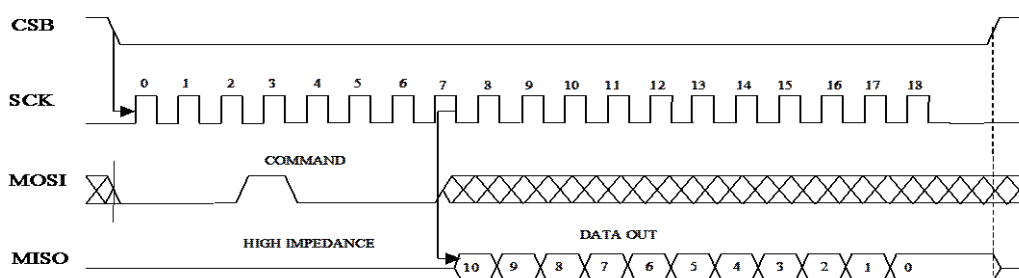 CSB
0 1 2 3 4 5 6 7 8 9 10 11 12 13 14 15 16 17 18
SCK
COMMAND
MOSI
HIGH IMPEDANCE DATA OUT
MISO
10 9 8 7 6 5 4 3 2 1 0